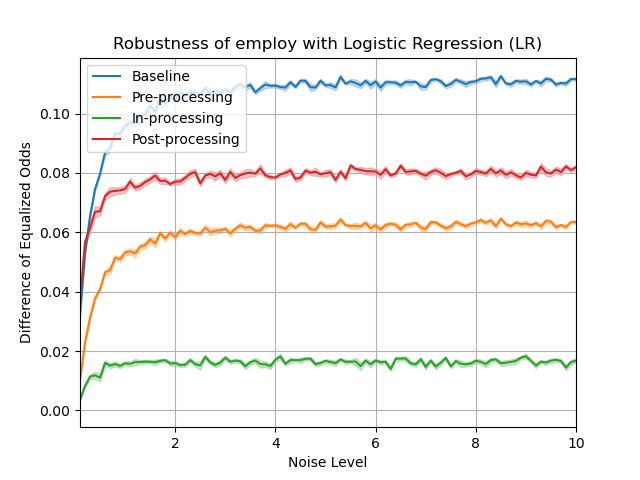 Robustness of employ with Logistic Regression (LR)
Baseline
Pre-processing
In-processing
Post-processing
Difference of Equalized Odds
0.10
0.08
0.06
0.04
0.02
0.00
2 4 6 8 10
Noise Level